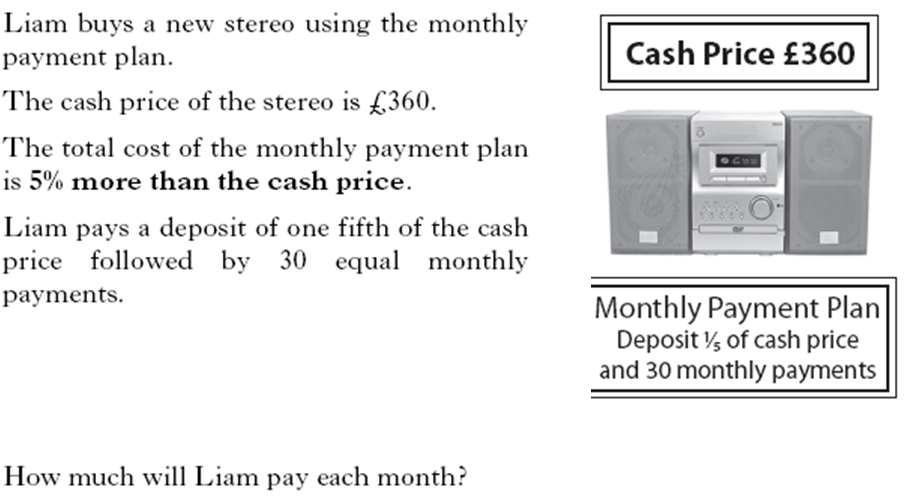 Liam buys a new stereo using the monthly
payment plan.
The cash price of the stereo is £360.
The total cost of the monthly payment plan
is 5% more than the cash price.
Liam pays a deposit of one fifth of the cash
price followed by 30 equal monthly
payments.
How much will Liam pay each month?
Cash Price £360
Monthly Payment Plan
Deposit ⅕ of cash price
and 30 monthly payments